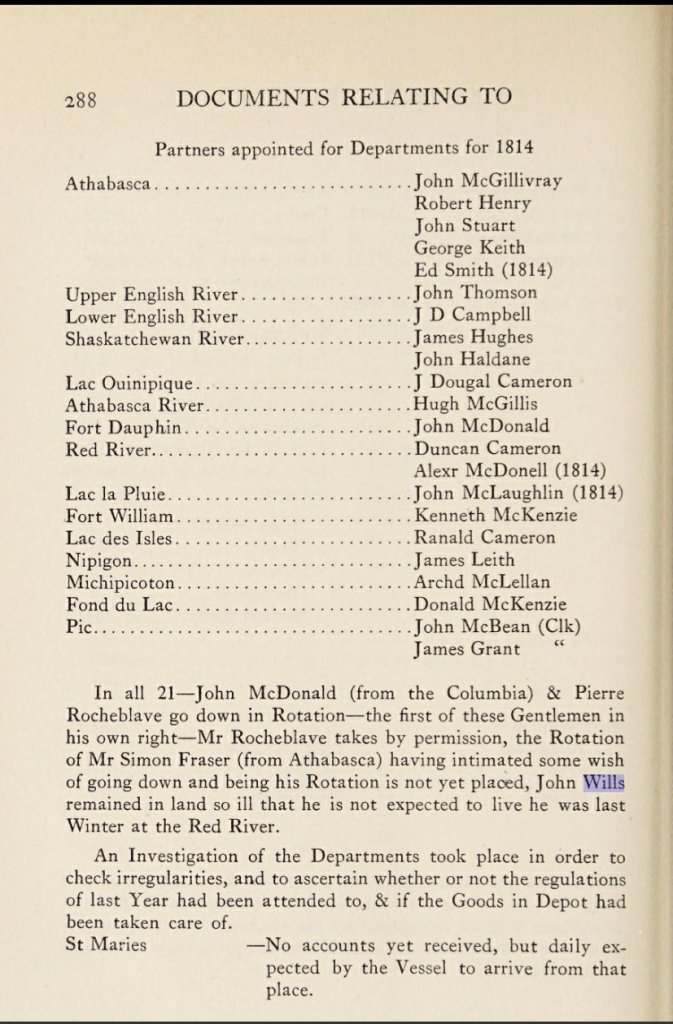 288 DOCUMENTS RELATING TO
Partners appointed for Departments for 1814
Athabasca...........................John McGillivray
Robert Henry
John Stuart
George Keith
Ed Smith (1814)
Upper English River..................John Thomson
Lower English River..................J D Campbell
Shaskatchewan River.................James Hughes
John Haldane
Lac Ouinipique......................J Dougal Cameron
Athabasca River.....................Hugh McGillis
Fort Dauphin.......................John McDonald
Red River..........................Duncan Cameron
Alexr McDonell (1814)
Lac la Pluie.........................John McLaughlin (1814)
Fort William........................Kenneth McKenzie
Lac des Isles........................Ranald Cameron
Nipigon............................James Leith
Michipicoton........................Archd McLellan
Fond du Lac........................Donald McKenzie
Pic................................John McBean (Clk)
James Grant “
In all 21—John McDonald (from the Columbia) & Pierre
Rocheblave go down in Rotation—the first of these Gentlemen in
his own right—Mr Rocheblave takes by permission, the Rotation
of Mr Simon Fraser (from Athabasca) having intimated some wish
of going down and being his Rotation is not yet placed, John Wills
remained in land so ill that he is not expected to live he was last
Winter at the Red River.
An Investigation of the Departments took place in order to
check irregularities, and to ascertain whether or not the regulations
of last Year had been attended to, & if the Goods in Depot had
been taken care of.
St Maries —No accounts yet received, but daily ex-
pected by the Vessel to arrive from that
place.